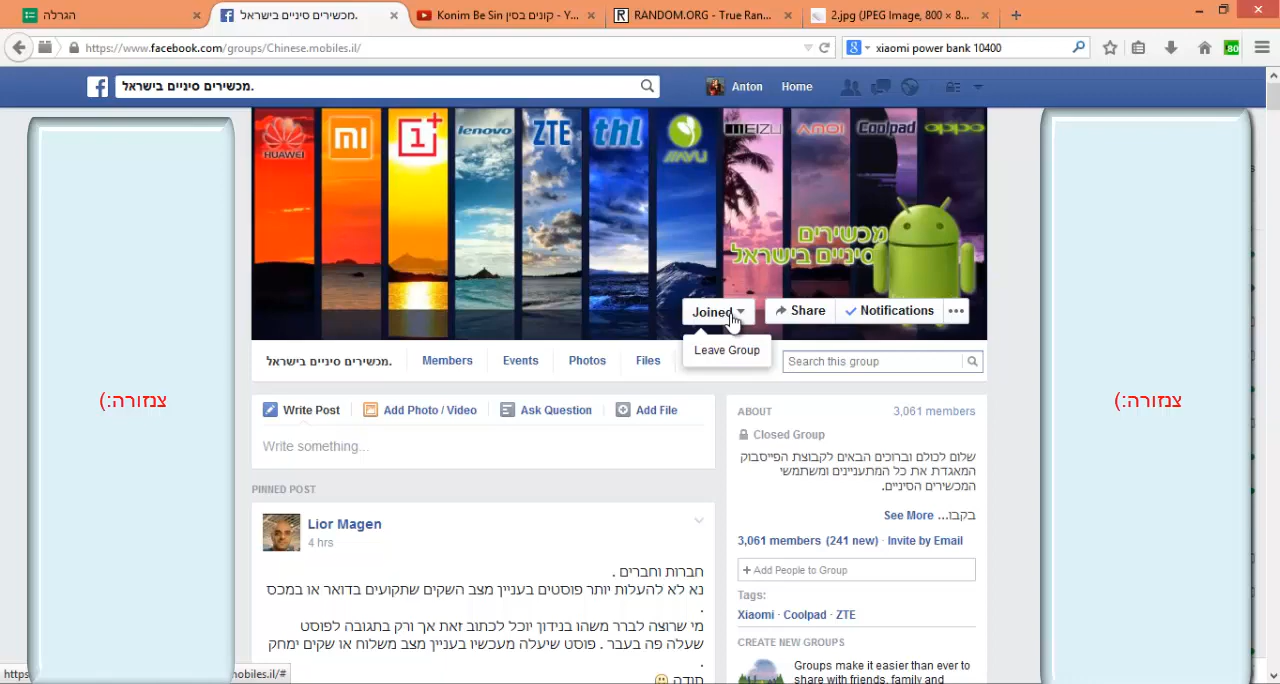 הגרלה
מכשירים סיניים בישראל.
Konim Be Sin קונים בסין - Y...
RANDOM.ORG - True Ran...
2.jpg (JPEG Image, 800 × 8...
https://www.facebook.com/groups/Chinese.mobiles.il/
xiaomi power bank 10400
80
מכשירים סיניים בישראל.
Anton
Home
HUAWEI
mi
1+
lenovo
ZTE
thl
JIAYU
MEIZU
AMOI
Coolpad
oppo
מכשירים
סיניים בישראל
Joined
Share
Notifications
Leave Group
מכשירים סיניים בישראל.
Members
Events
Photos
Files
Search this group
צנזורה:)
צנזורה:)
Write Post
Add Photo / Video
Ask Question
Add File
Write something...
ABOUT
3,061 members
Closed Group
שלום לכולם וברוכים הבאים לקבוצת הפייסבוק
המאגדת את כל המתעניינים ומשתמשי
המכשירים הסיניים.
בקבו... See More
3,061 members (241 new) · Invite by Email
+ Add People to Group
Tags:
Xiaomi · Coolpad · ZTE
CREATE NEW GROUPS
Groups make it easier than ever to
share with friends, family and
PINNED POST
Lior Magen
4 hrs
חברות וחברים .
נא לא להעלות יותר פוסטים בעניין מצב השקים שתקועים בדואר או במכס
.
מי שרוצה לברר משהו בנידון יוכל לכתוב זאת אך ורק בתגובה לפוסט
שעלה פה בעבר . פוסט שיעלה מעכשיו בעניין מצב משלוח או שקים ימחק
.
תודה
https
mobiles.il/#